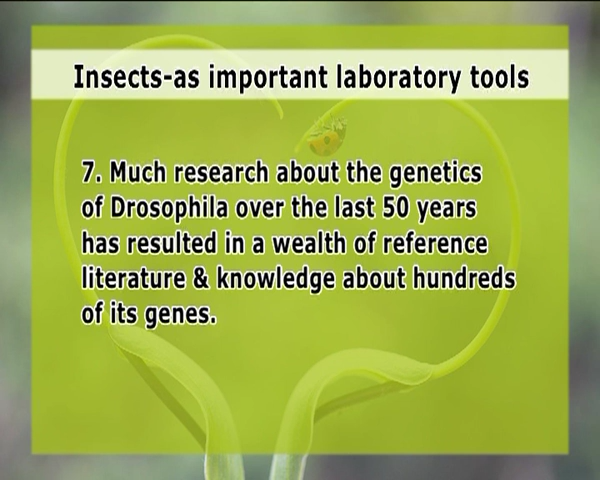 Insects-as important laboratory tools
7. Much research about the genetics
of Drosophila over the last 50 years
has resulted in a wealth of reference
literature & knowledge about hundreds
of its genes.